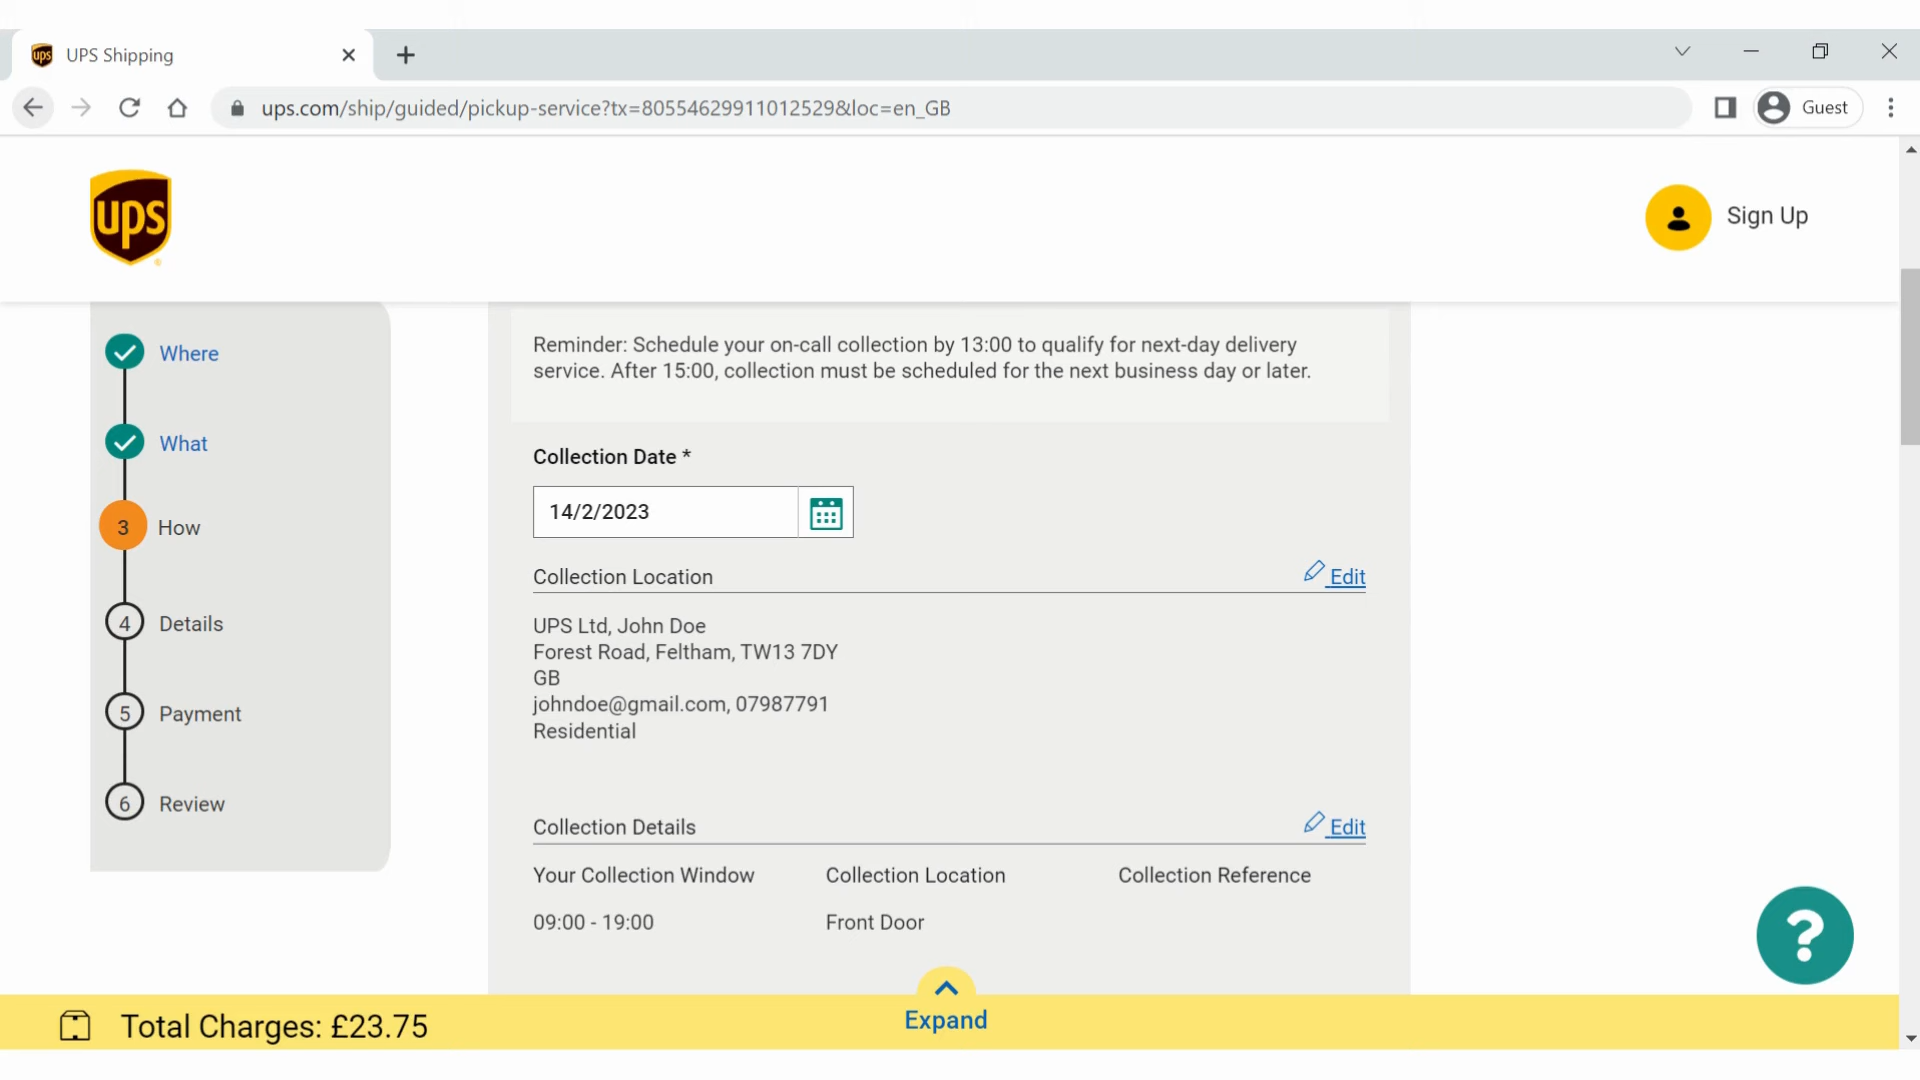 UPS Shipping
ups.com/ship/guided/pickup-service?tx=80554629911012529&loc=en_GB
Guest
ups
Sign Up
Where
What
3 How
4 Details
5 Payment
6 Review
Reminder: Schedule your on-call collection by 13:00 to qualify for next-day delivery
service. After 15:00, collection must be scheduled for the next business day or later.
Collection Date *
14/2/2023
Collection Location Edit
UPS Ltd, John Doe
Forest Road, Feltham, TW13 7DY
GB
johndoe@gmail.com, 07987791
Residential
Collection Details Edit
Your Collection Window Collection Location Collection Reference
09:00 - 19:00 Front Door
?
Total Charges: £23.75
Expand